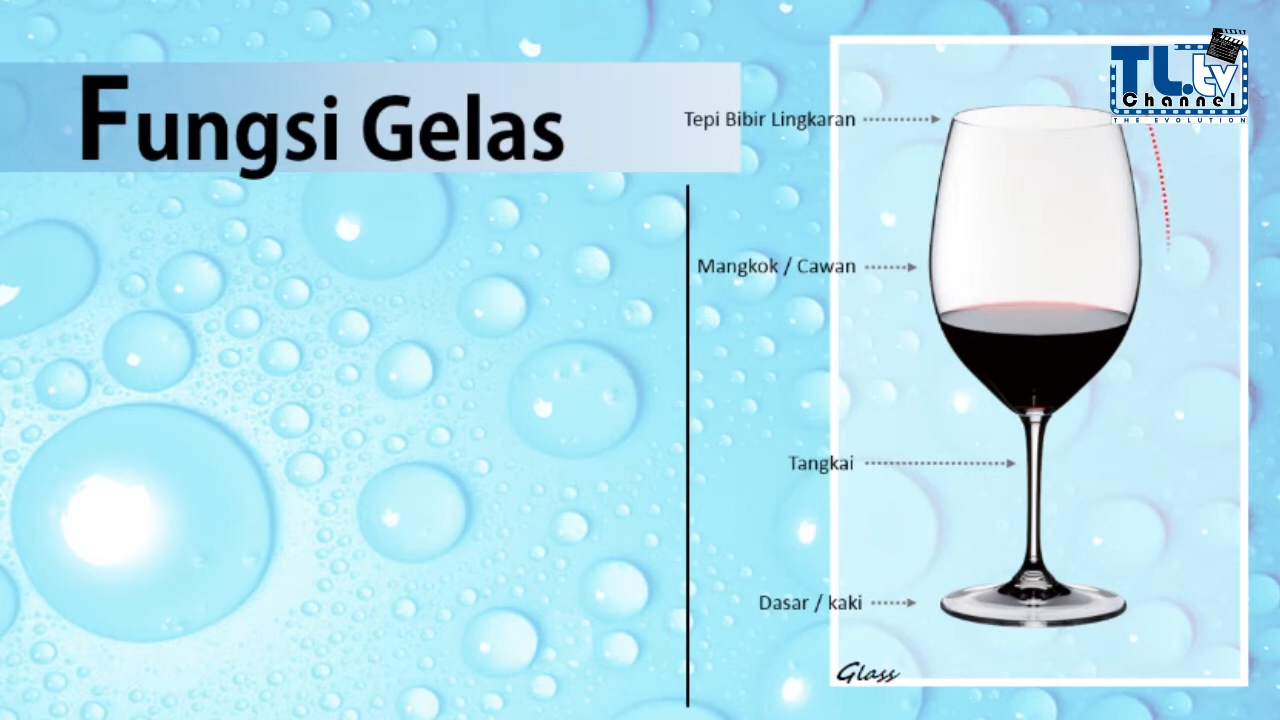 Fungsi Gelas
TL.tv
Channel
THE EVOLUTION
Tepi Bibir Lingkaran
Mangkok / Cawan
Tangkai
Dasar / kaki
Glass